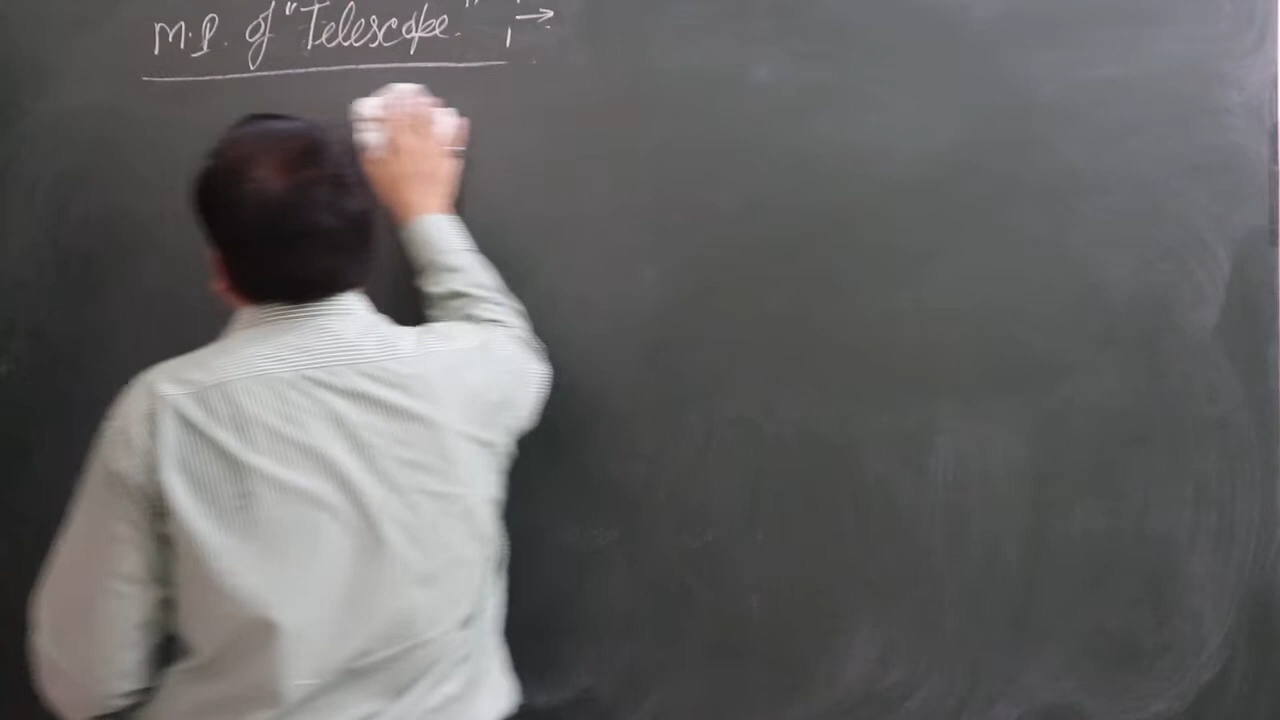 M.P. of "Telescope." :→